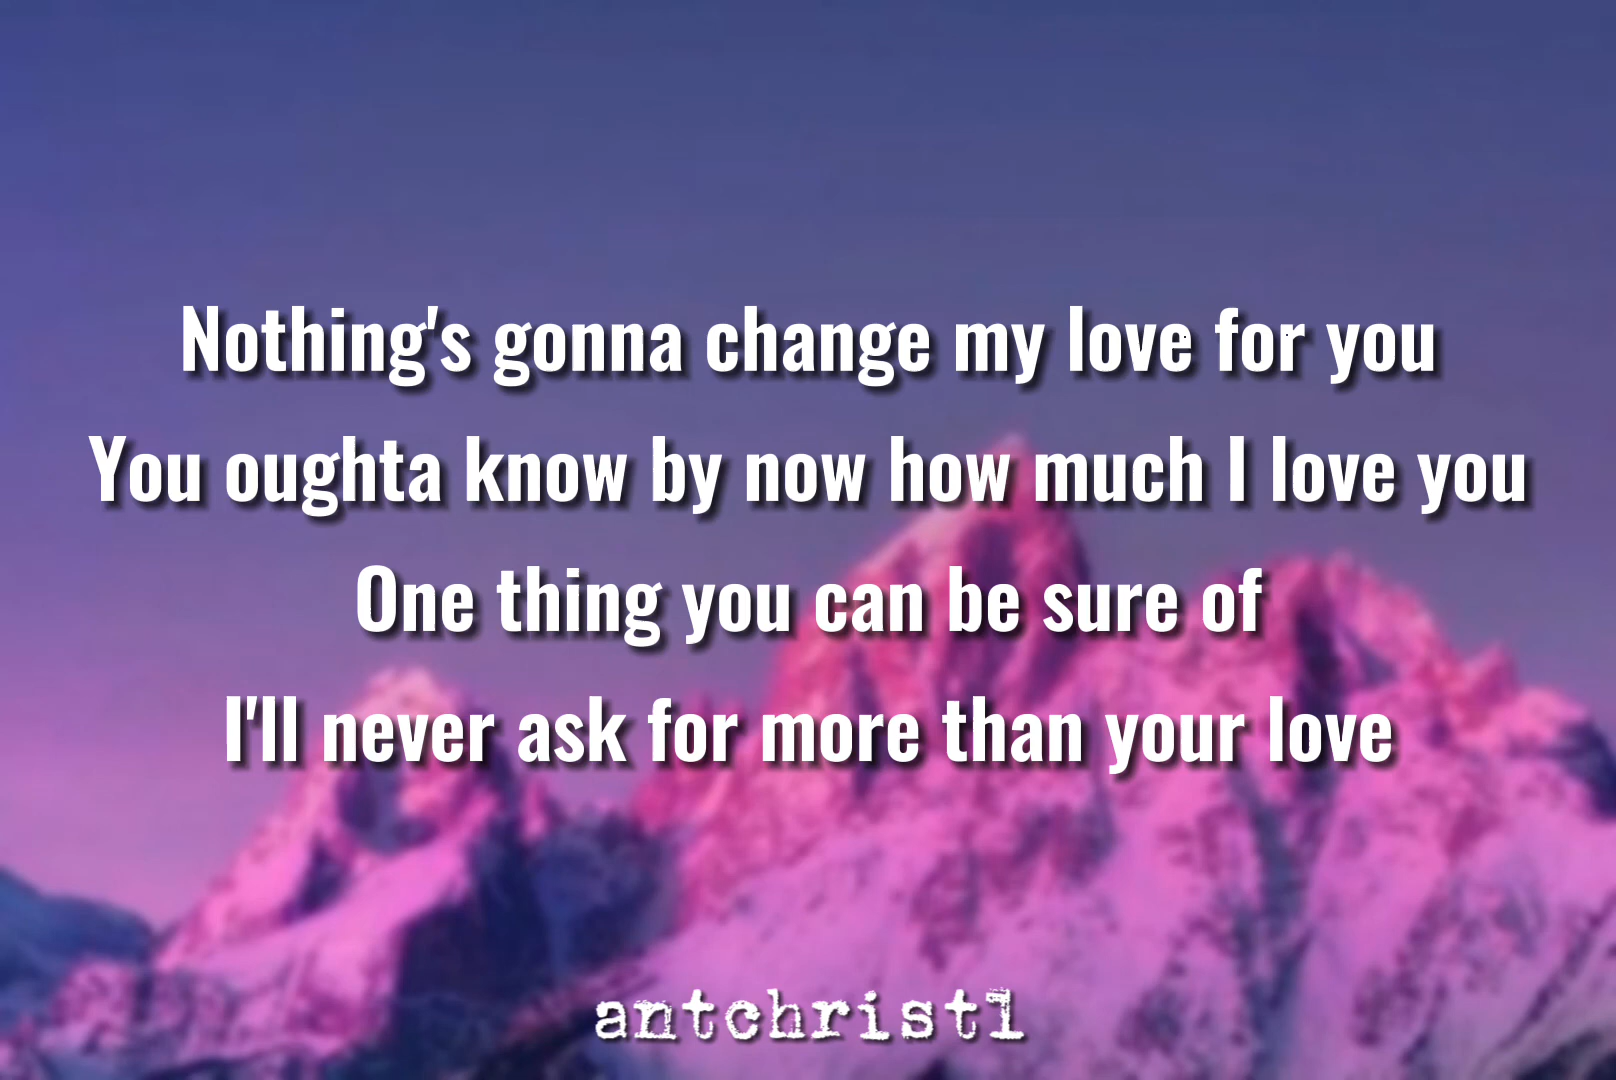 Nothing's gonna change my love for you
You oughta know by now how much I love you
One thing you can be sure of
I'll never ask for more than your love
antchrist1